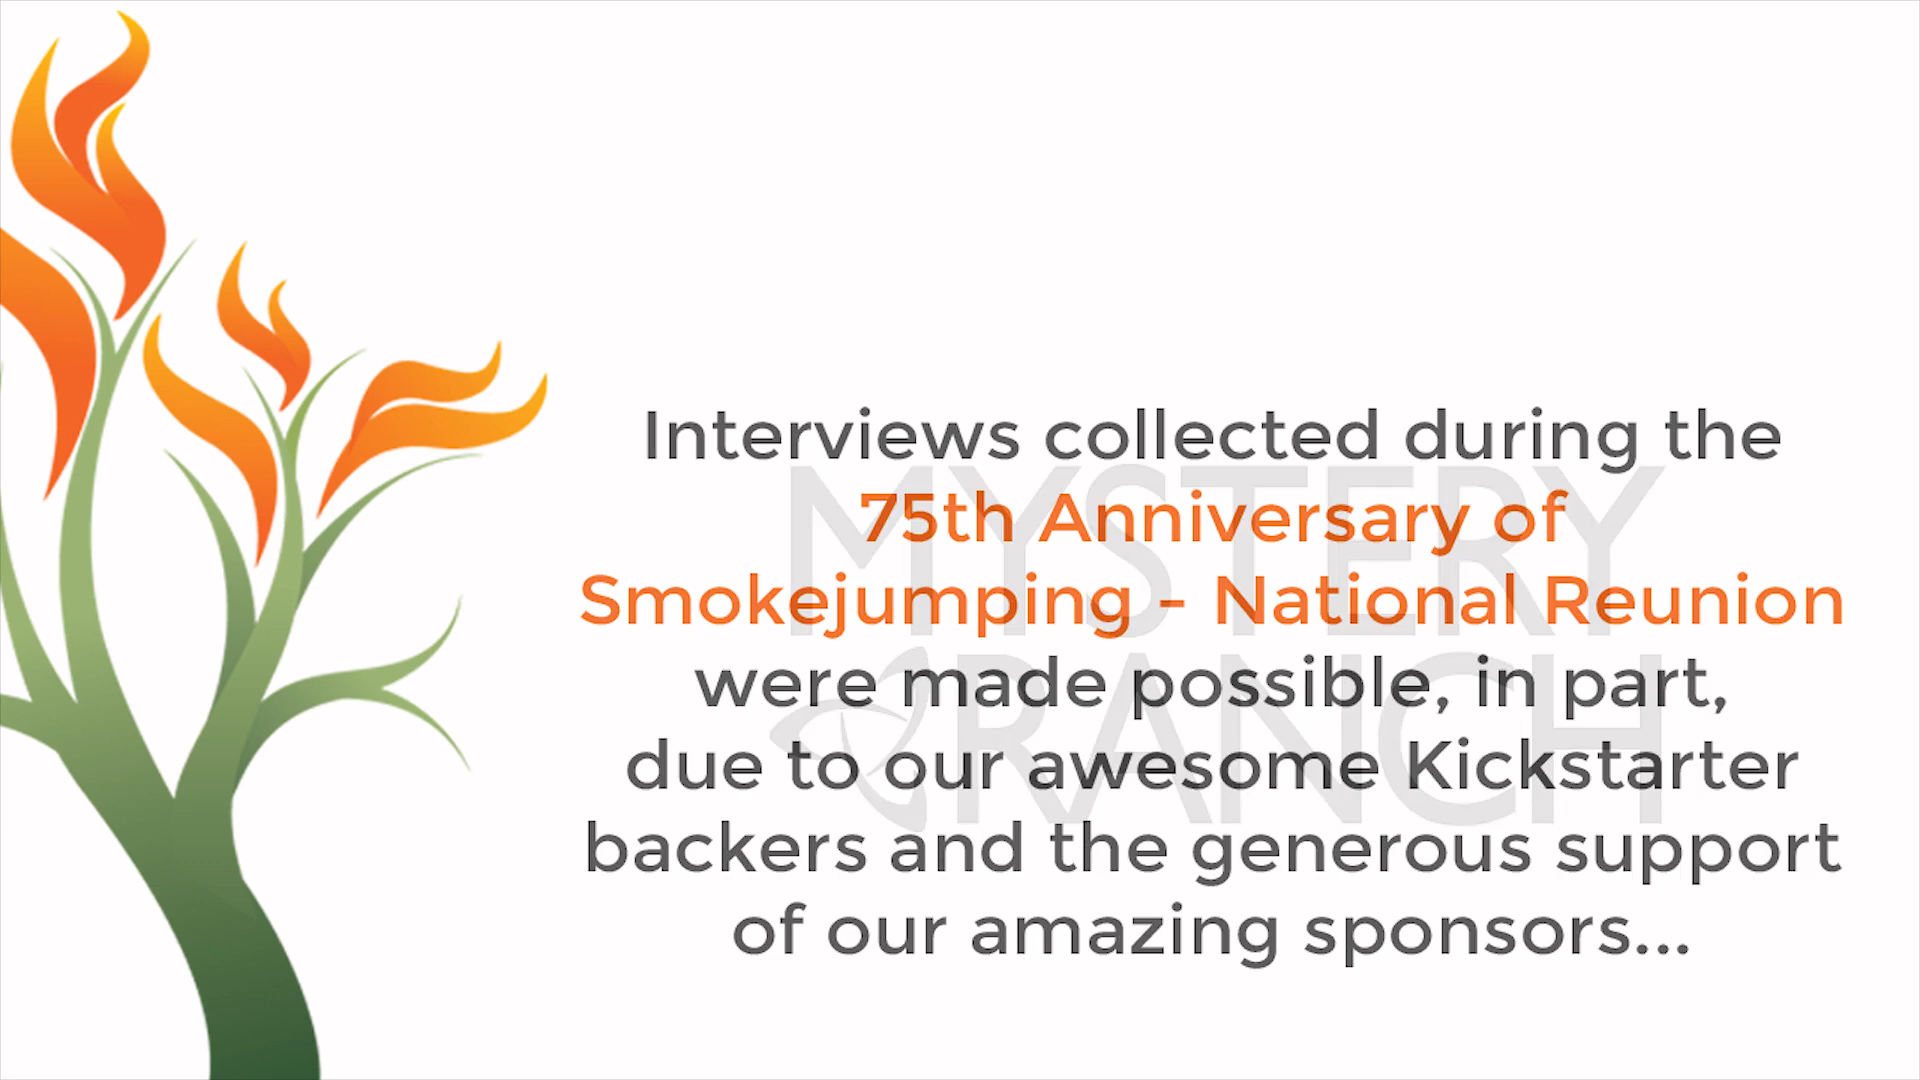 Interviews collected during the
75th Anniversary of
Smokejumping - National Reunion
were made possible, in part,
due to our awesome Kickstarter
backers and the generous support
of our amazing sponsors...
MYSTERY
RANCH